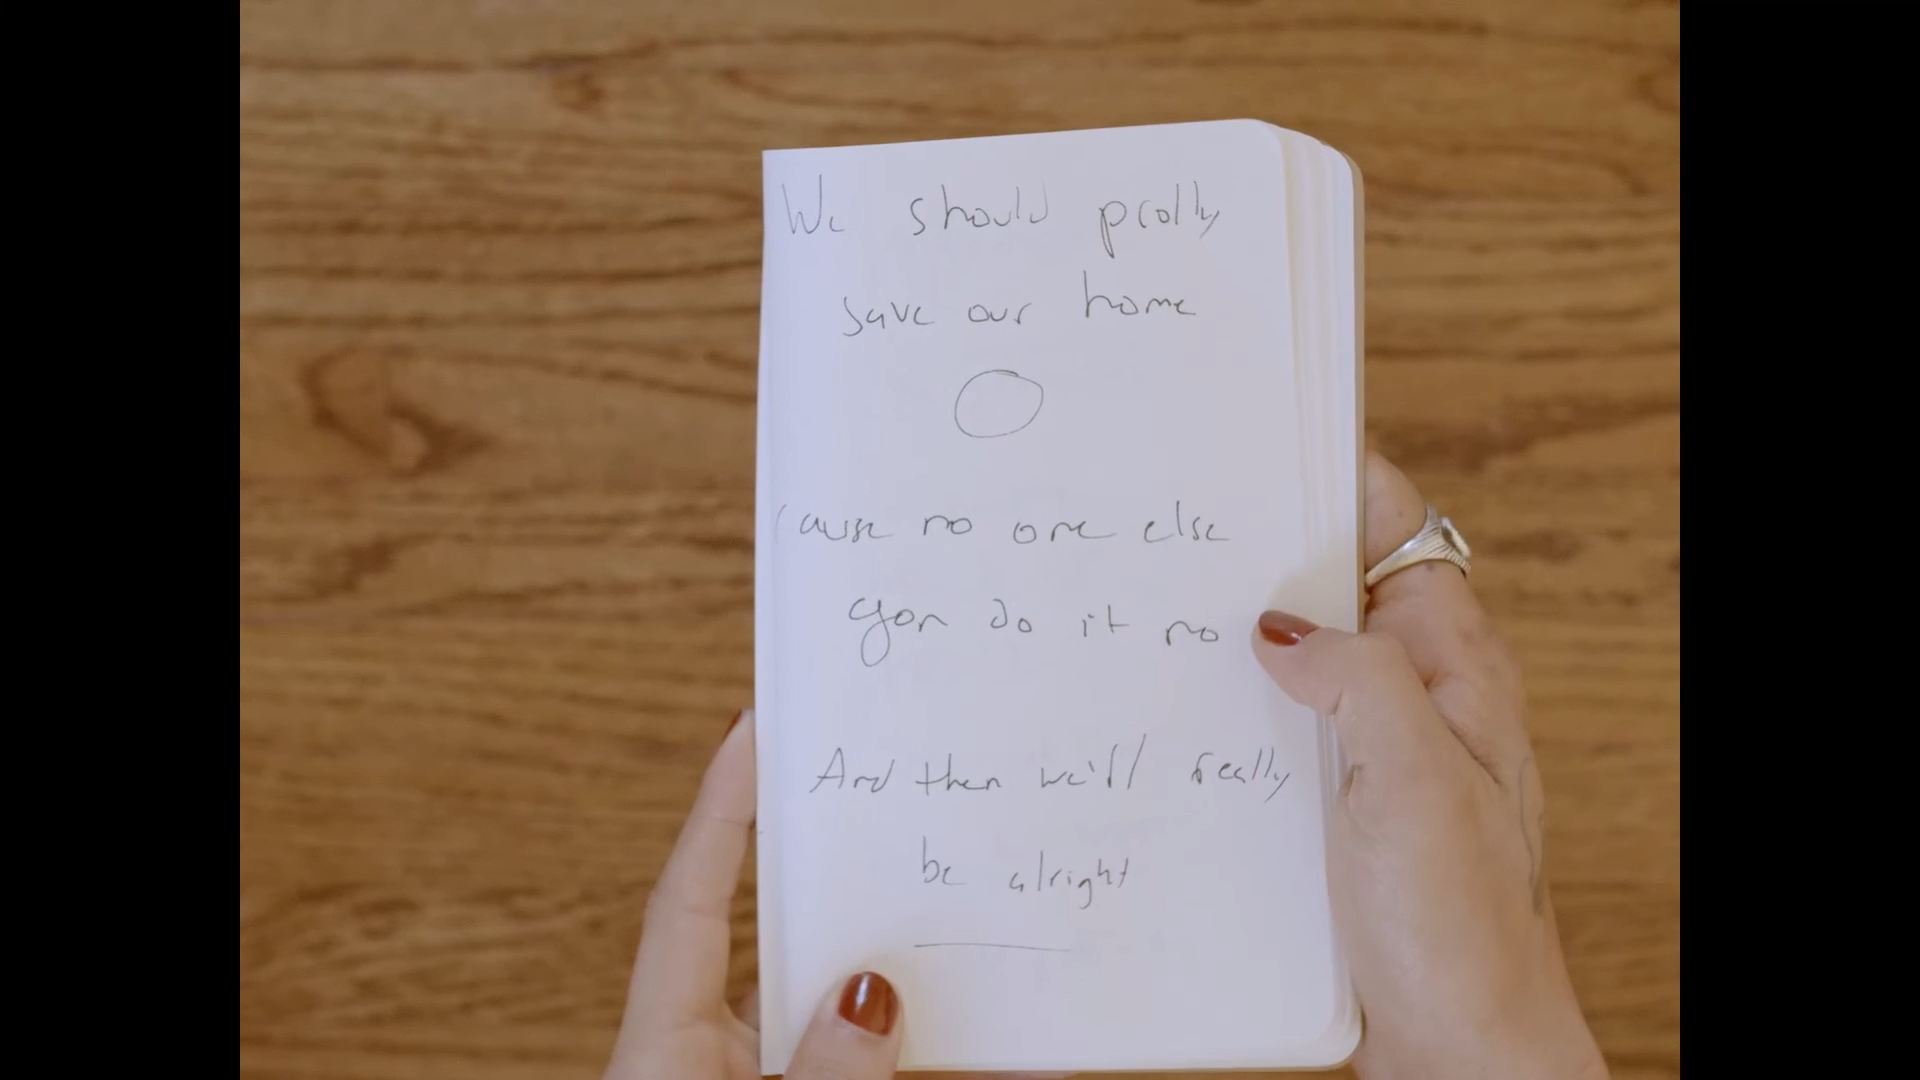 We should prolly
save our home
cause no one else
gon do it no
And then we'll really
be alright